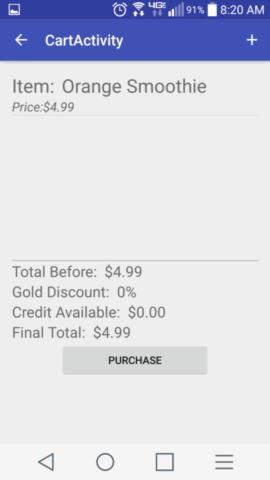 4G 91% 8:20 AM
CartActivity
Item: Orange Smoothie
Price:$4.99
Total Before: $4.99
Gold Discount: 0%
Credit Available: $0.00
Final Total: $4.99
PURCHASE